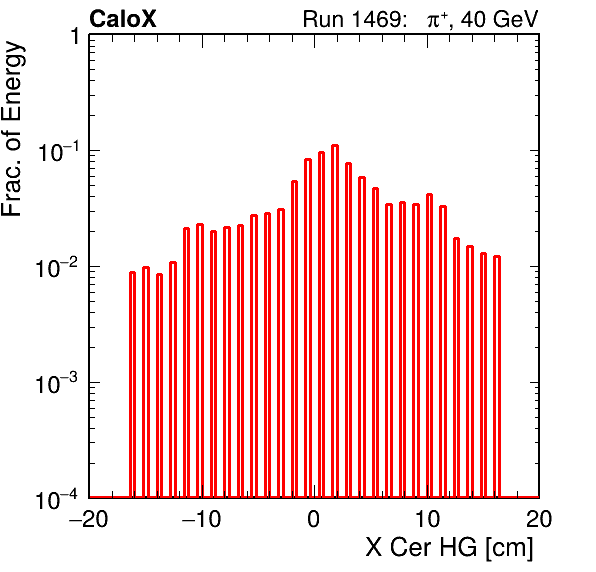 CaloX Run 1469: π⁺, 40 GeV
Frac. of Energy
1
10⁻¹
10⁻²
10⁻³
10⁻⁴
−20 −10 0 10 20
X Cer HG [cm]